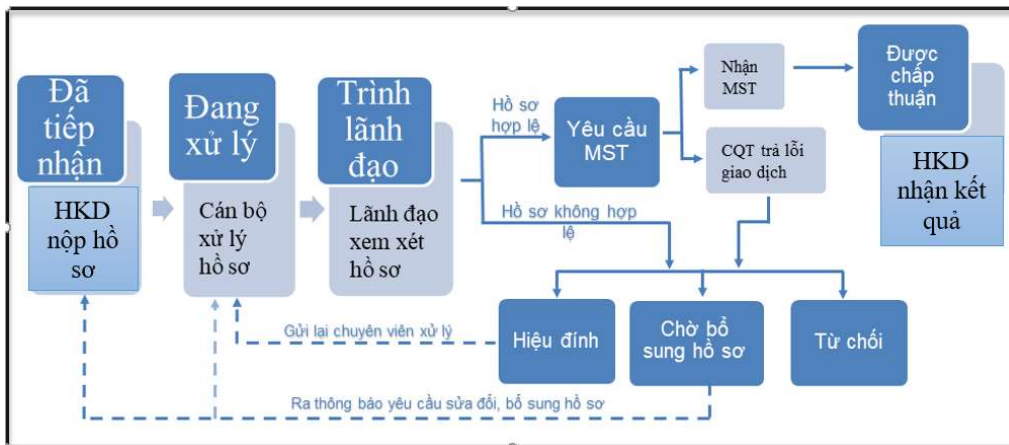 Đã
tiếp
nhận
HKD
nộp hồ
sơ
Đang
xử lý
Cán bộ
xử lý
hồ sơ
Trình
lãnh
đạo
Lãnh đạo
xem xét
hồ sơ
Hồ sơ
hợp lệ
Hồ sơ không hợp
lệ
Yêu cầu
MST
Nhận
MST
CQT trả lỗi
giao dịch
Được
chấp
thuận
HKD
nhận kết
quả
Hiệu đính
Chờ bổ
sung hồ sơ
Từ chối
Gửi lại chuyên viên xử lý
Ra thông báo yêu cầu sửa đổi, bổ sung hồ sơ